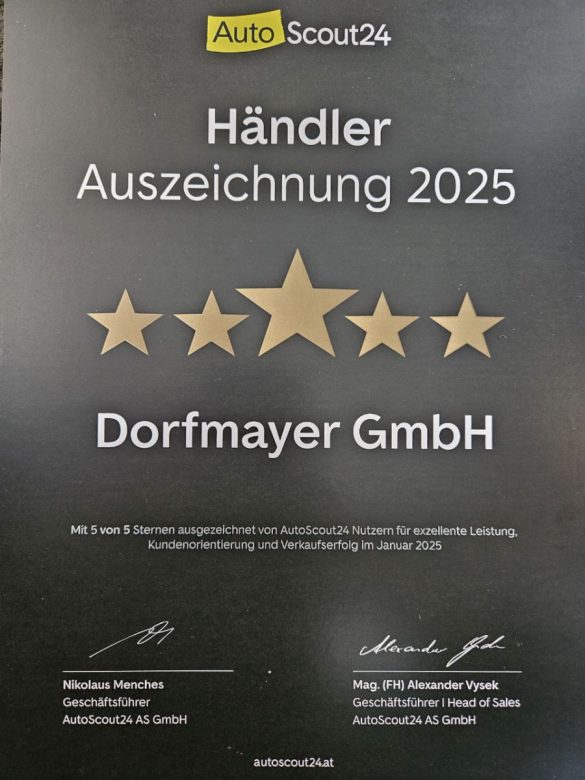 AutoScout24
Händler
Auszeichnung 2025
Dorfmayer GmbH
Mit 5 von 5 Sternen ausgezeichnet von AutoScout24 Nutzern für exzellente Leistung,
Kundenorientierung und Verkaufserfolg im Januar 2025
Nikolaus Menches
Geschäftsführer
AutoScout24 AS GmbH
Mag. (FH) Alexander Vysek
Geschäftsführer | Head of Sales
AutoScout24 AS GmbH
autoscout24.at